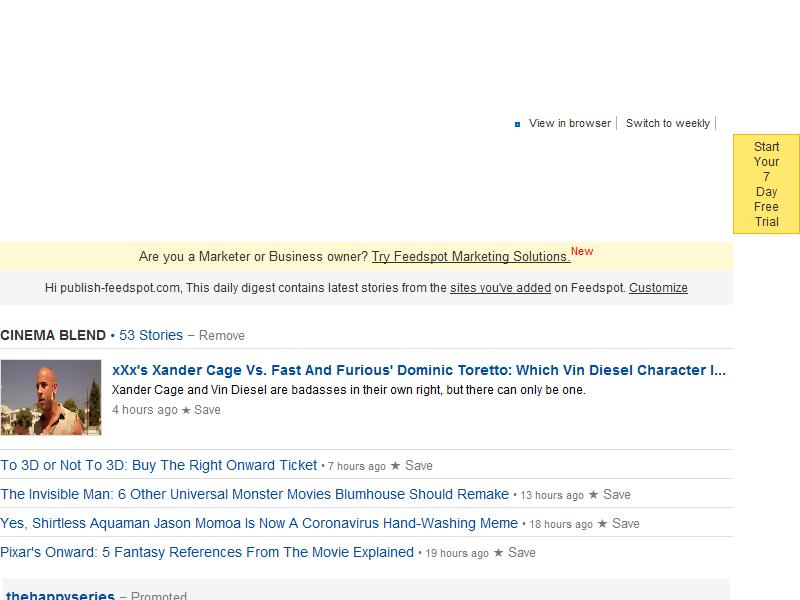 View in browser
Switch to weekly
Start
Your
7
Day
Free
Trial
Are you a Marketer or Business owner? Try Feedspot Marketing Solutions. New
Hi publish-feedspot.com, This daily digest contains latest stories from the sites you've added on Feedspot. Customize
CINEMA BLEND • 53 Stories – Remove
xXx's Xander Cage Vs. Fast And Furious' Dominic Toretto: Which Vin Diesel Character I...
Xander Cage and Vin Diesel are badasses in their own right, but there can only be one.
4 hours ago ★ Save
To 3D or Not To 3D: Buy The Right Onward Ticket • 7 hours ago ★ Save
The Invisible Man: 6 Other Universal Monster Movies Blumhouse Should Remake • 13 hours ago ★ Save
Yes, Shirtless Aquaman Jason Momoa Is Now A Coronavirus Hand-Washing Meme • 18 hours ago ★ Save
Pixar's Onward: 5 Fantasy References From The Movie Explained • 19 hours ago ★ Save
thehappyseries – Promoted